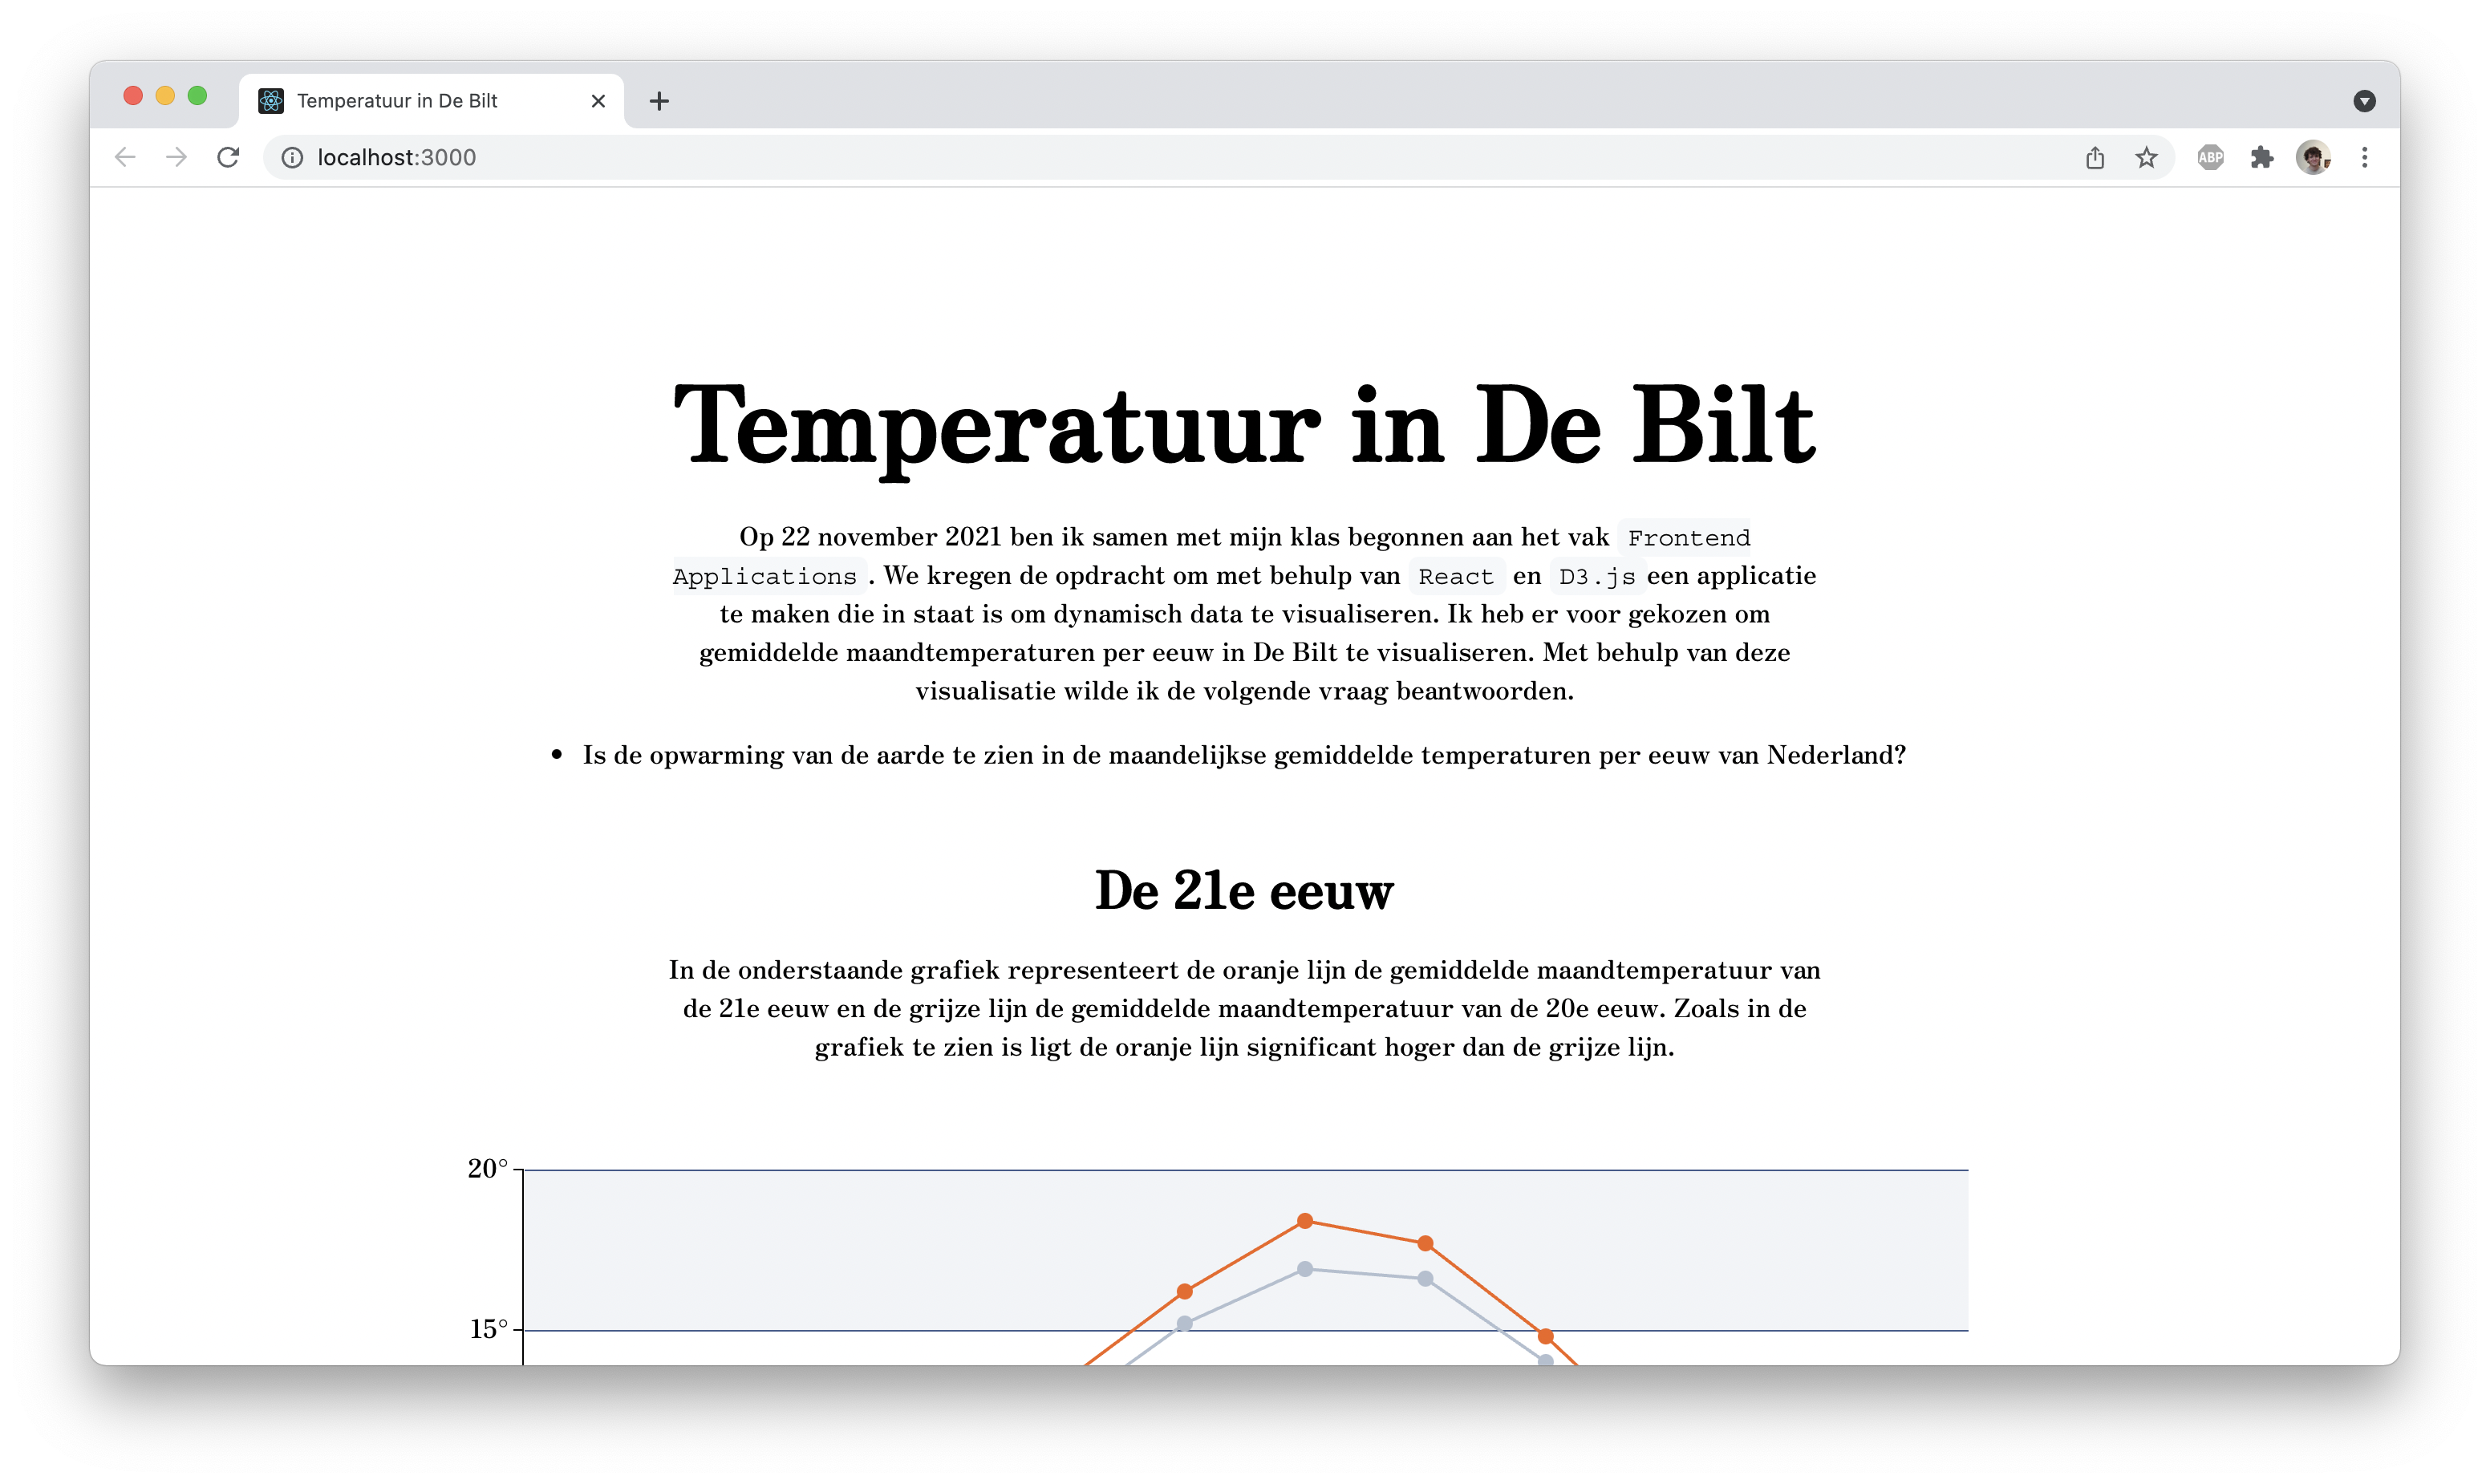 Temperatuur in De Bilt
localhost:3000
ABP
Temperatuur in De Bilt
Op 22 november 2021 ben ik samen met mijn klas begonnen aan het vak Frontend
Applications . We kregen de opdracht om met behulp van React en D3.js een applicatie
te maken die in staat is om dynamisch data te visualiseren. Ik heb er voor gekozen om
gemiddelde maandtemperaturen per eeuw in De Bilt te visualiseren. Met behulp van deze
visualisatie wilde ik de volgende vraag beantwoorden.
• Is de opwarming van de aarde te zien in de maandelijkse gemiddelde temperaturen per eeuw van Nederland?
De 21e eeuw
In de onderstaande grafiek representeert de oranje lijn de gemiddelde maandtemperatuur van
de 21e eeuw en de grijze lijn de gemiddelde maandtemperatuur van de 20e eeuw. Zoals in de
grafiek te zien is ligt de oranje lijn significant hoger dan de grijze lijn.
20°
15°